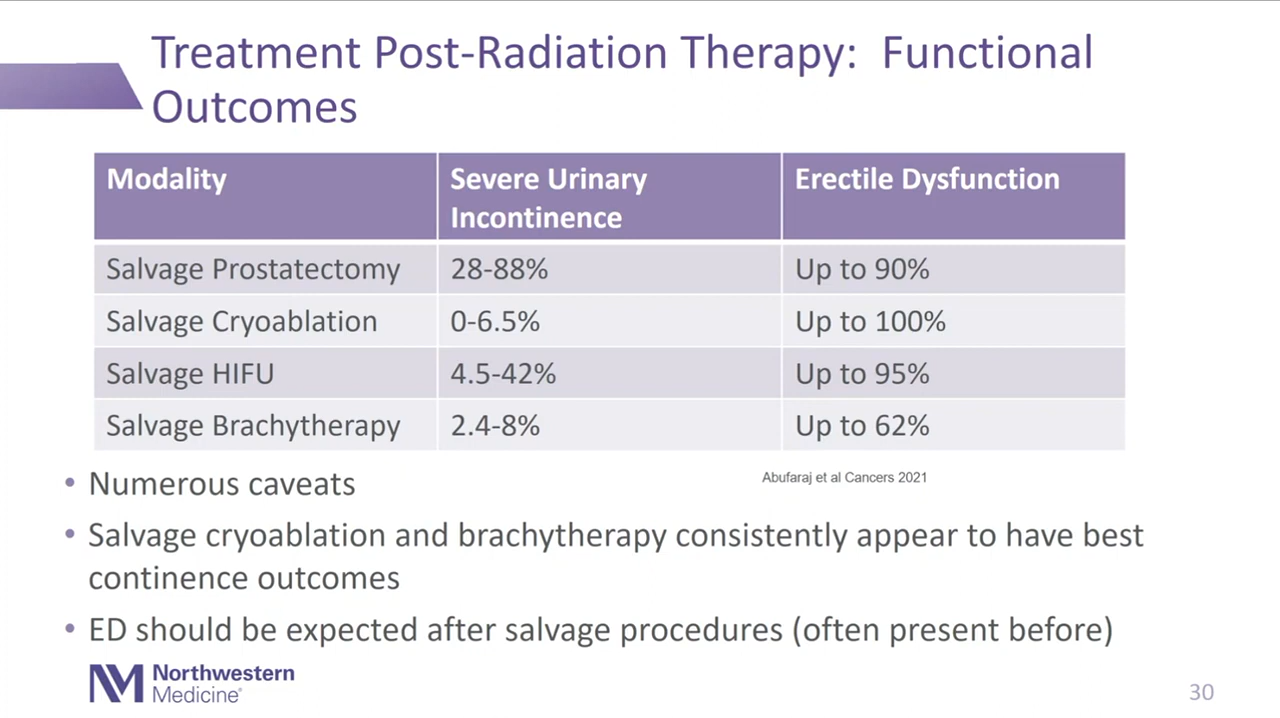 Treatment Post-Radiation Therapy: Functional
Outcomes
Modality
Severe Urinary
Incontinence
Erectile Dysfunction
Salvage Prostatectomy
28-88%
Up to 90%
Salvage Cryoablation
0-6.5%
Up to 100%
Salvage HIFU
4.5-42%
Up to 95%
Salvage Brachytherapy
2.4-8%
Up to 62%
Abufaraj et al Cancers 2021
• Numerous caveats
• Salvage cryoablation and brachytherapy consistently appear to have best
continence outcomes
• ED should be expected after salvage procedures (often present before)
NM
Northwestern
Medicine®
30